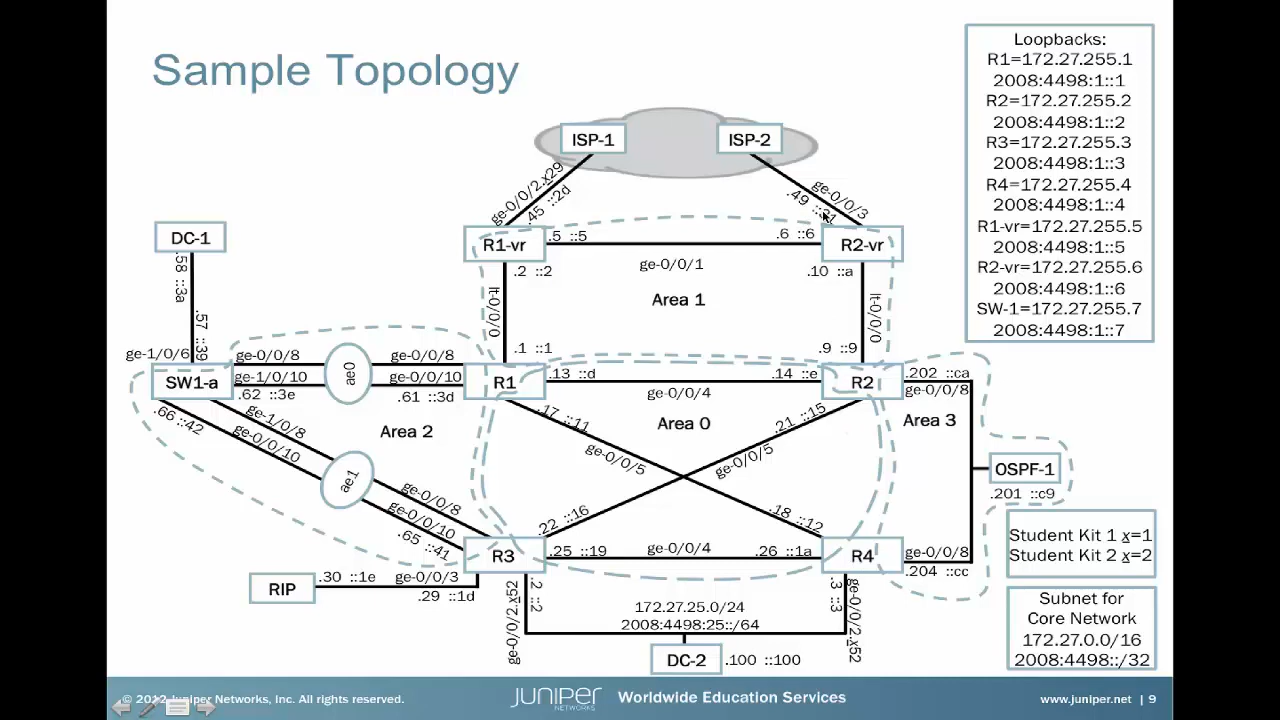 Sample Topology
Loopbacks:
R1=172.27.255.1
2008:4498:1::1
R2=172.27.255.2
2008:4498:1::2
R3=172.27.255.3
2008:4498:1::3
R4=172.27.255.4
2008:4498:1::4
R1-vr=172.27.255.5
2008:4498:1::5
R2-vr=172.27.255.6
2008:4498:1::6
SW-1=172.27.255.7
2008:4498:1::7
ISP-1
ISP-2
ge-0/0/2.x29
.45 ::2d
ge-0/0/3
.49
DC-1
.58 ::3a
.57 ::39
R1-vr
.5 ::5
.6 ::6
R2-vr
ge-0/0/1
.2 ::2
.10 ::a
Area 1
lt-0/0/0
lt-0/0/0
.1 ::1
.9 ::9
ge-1/0/6
ge-0/0/8
ae0
ge-0/0/8
SW1-a
ge-1/0/10
ge-0/0/10
R1
.13 ::d
.14 ::e
R2
.202 ::ca
ge-0/0/8
.62 ::3e
.61 ::3d
ge-0/0/4
.66 ::42
ge-1/0/8
ge-0/0/10
Area 2
.17 ::11
Area 0
.21 ::15
Area 3
ge-0/0/5
ge-0/0/5
ae1
ge-0/0/8
ge-0/0/10
OSPF-1
.201 ::c9
.65 ::41
.22 ::16
.18 ::12
R3
.25 ::19
ge-0/0/4
.26 ::1a
R4
ge-0/0/8
.204 ::cc
Student Kit 1 x=1
Student Kit 2 x=2
RIP
.30 ::1e
ge-0/0/3
.29 ::1d
ge-0/0/2.x52
.2 ::2
172.27.25.0/24
2008:4498:25::/64
.3 ::3
ge-0/0/2.x52
DC-2
.100 ::100
Subnet for
Core Network
172.27.0.0/16
2008:4498::/32
© 2012 Juniper Networks, Inc. All rights reserved.
JUNIPER
NETWORKS
Worldwide Education Services
www.juniper.net | 9